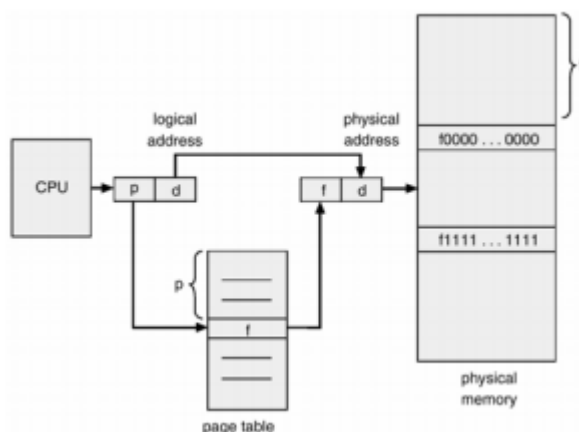 logical
address
physical
address
CPU
p d
f d
f0000 . . . 0000
f1111 . . . 1111
p
f
page table
physical
memory